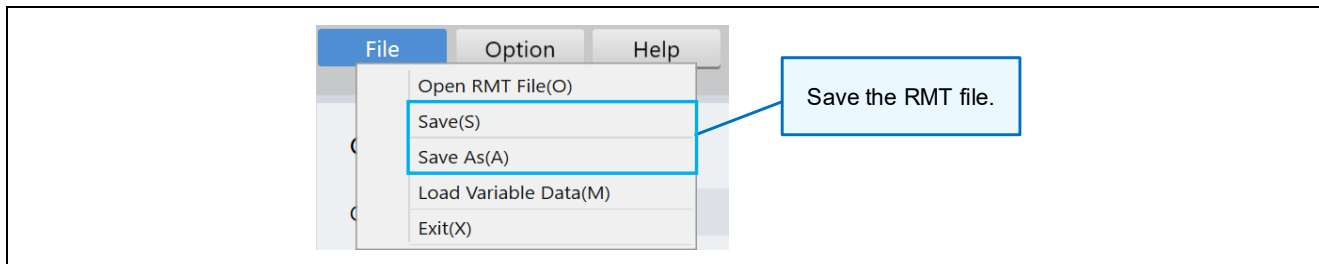 File Option Help
Open RMT File(O)
Save(S)
Save As(A)
Load Variable Data(M)
Exit(X)
Save the RMT file.